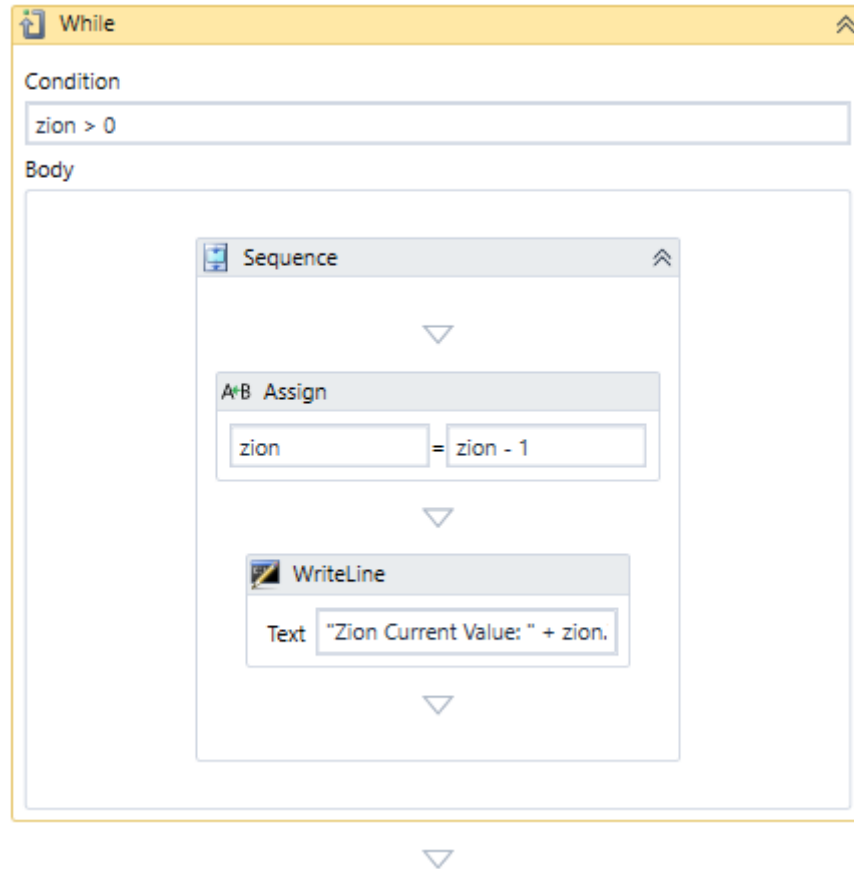 While
Condition
zion > 0
Body
Sequence
A+B Assign
zion = zion - 1
WriteLine
Text "Zion Current Value: " + zion.